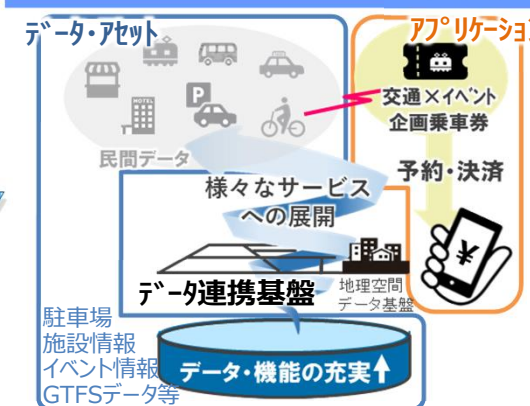 データ・アセット
アプリケーショ
HOTEL
P
民間データ
交通×イベント
企画乗車券
予約・決済
様々なサービス
への展開
¥
データ連携基盤
地理空間
データ基盤
駐車場
施設情報
イベント情報
GTFSデータ等
データ・機能の充実↑